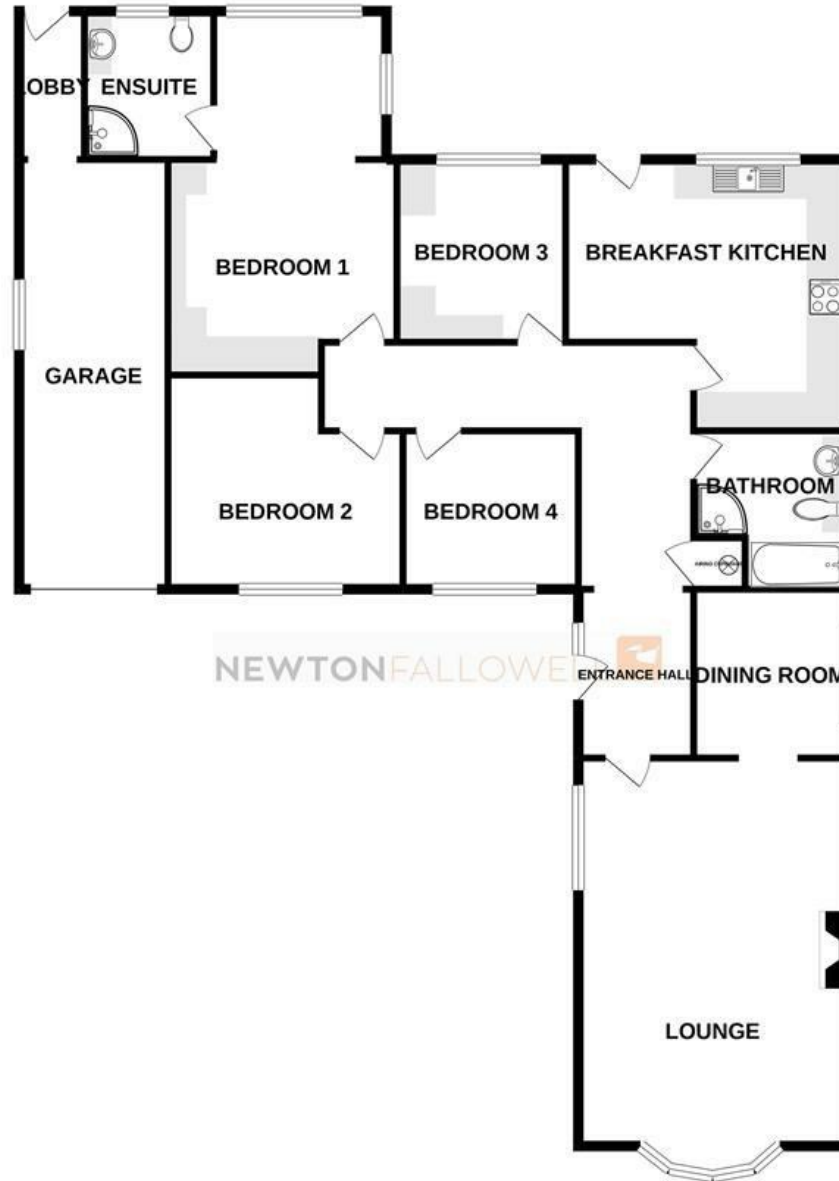 LOBBY ENSUITE
BEDROOM 1
BEDROOM 3
BREAKFAST KITCHEN
GARAGE
BEDROOM 2
BEDROOM 4
BATHROOM
NEWTONFALLOWE
ENTRANCE HALL
DINING ROOM
LOUNGE